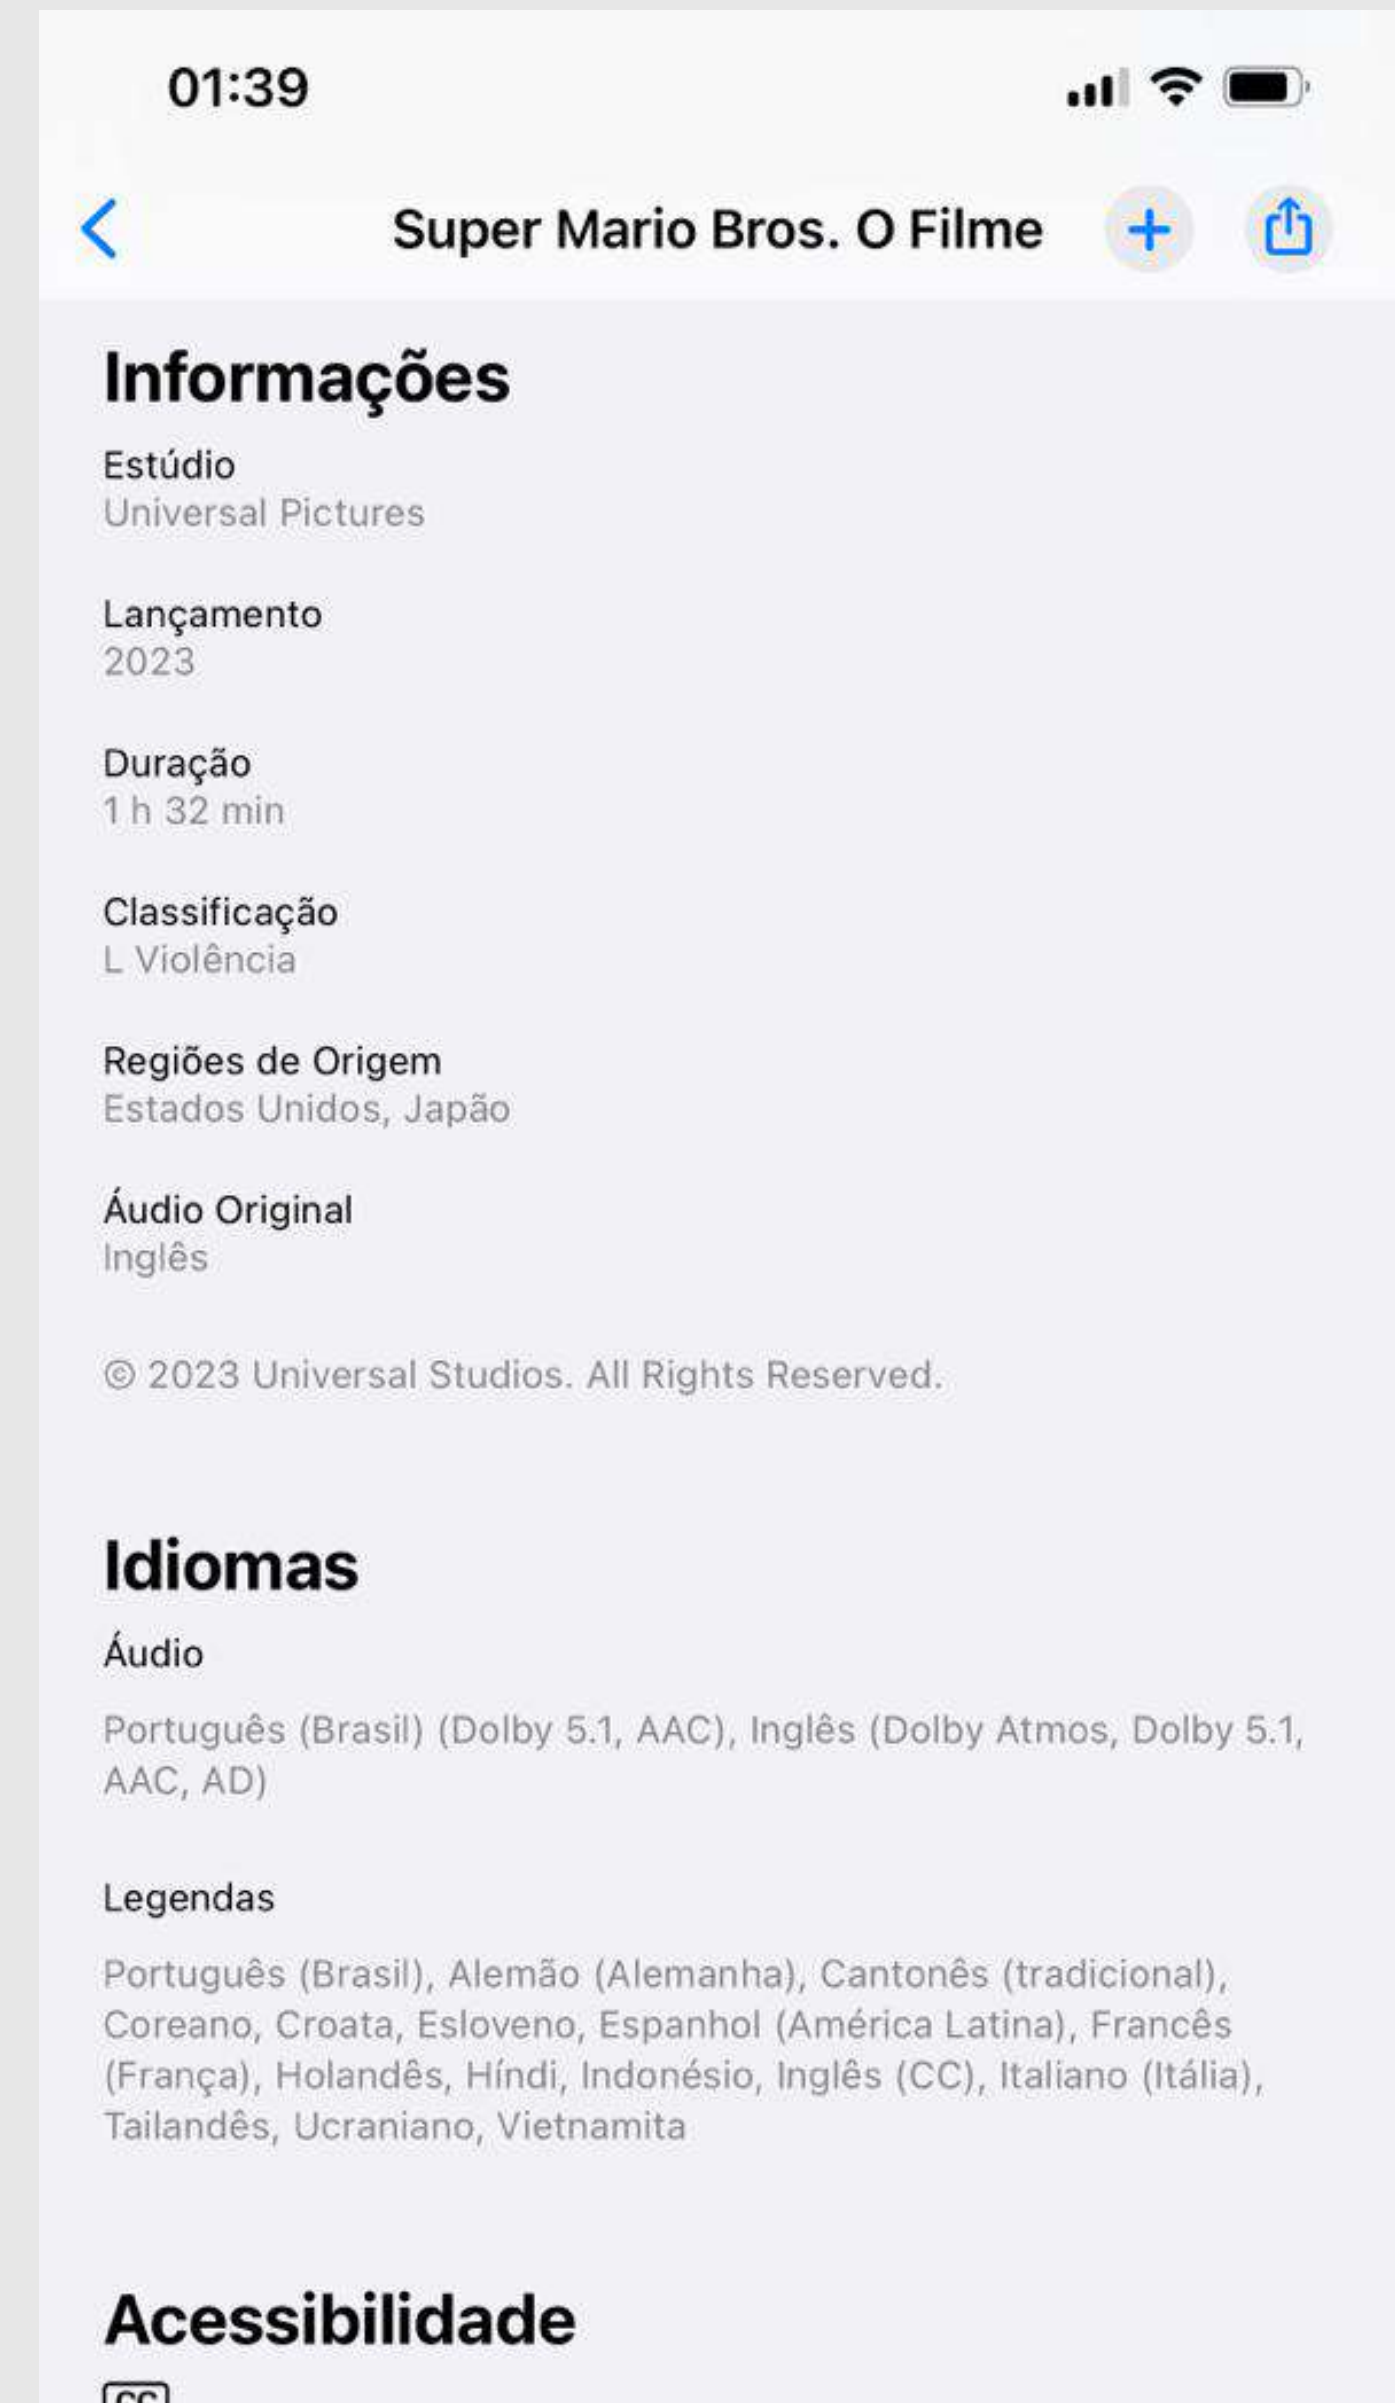 01:39
Super Mario Bros. O Filme
Informações
Estúdio
Universal Pictures
Lançamento
2023
Duração
1 h 32 min
Classificação
L Violência
Regiões de Origem
Estados Unidos, Japão
Áudio Original
Inglês
© 2023 Universal Studios. All Rights Reserved.
Idiomas
Áudio
Português (Brasil) (Dolby 5.1, AAC), Inglês (Dolby Atmos, Dolby 5.1,
AAC, AD)
Legendas
Português (Brasil), Alemão (Alemanha), Cantonês (tradicional),
Coreano, Croata, Esloveno, Espanhol (América Latina), Francês
(França), Holandês, Híndi, Indonésio, Inglês (CC), Italiano (Itália),
Tailandês, Ucraniano, Vietnamita
Acessibilidade
CC